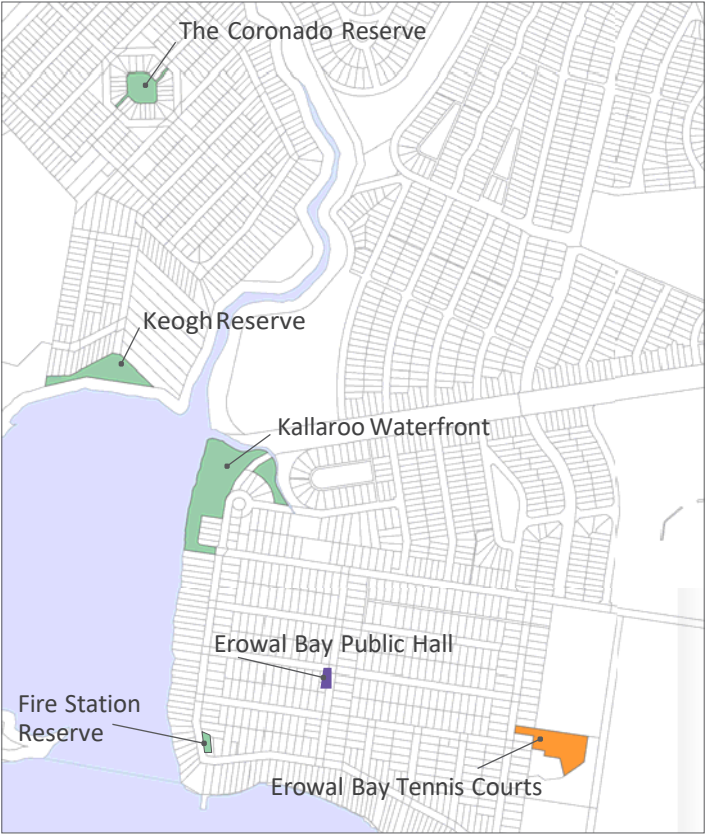 The Coronado Reserve
Keogh Reserve
Kallaroo Waterfront
Erowal Bay Public Hall
Fire Station
Reserve
Erowal Bay Tennis Courts